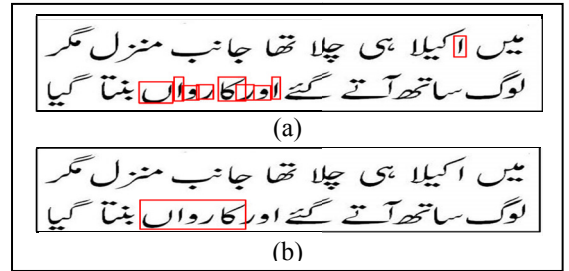 میں اکیلا ہی چلا تھا جانب منزل مگر
لوگ ساتھ آتے گئے اور کارواں بنتا گیا
(a)
میں اکیلا ہی چلا تھا جانب منزل مگر
لوگ ساتھ آتے گئے اور کارواں بنتا گیا
(b)